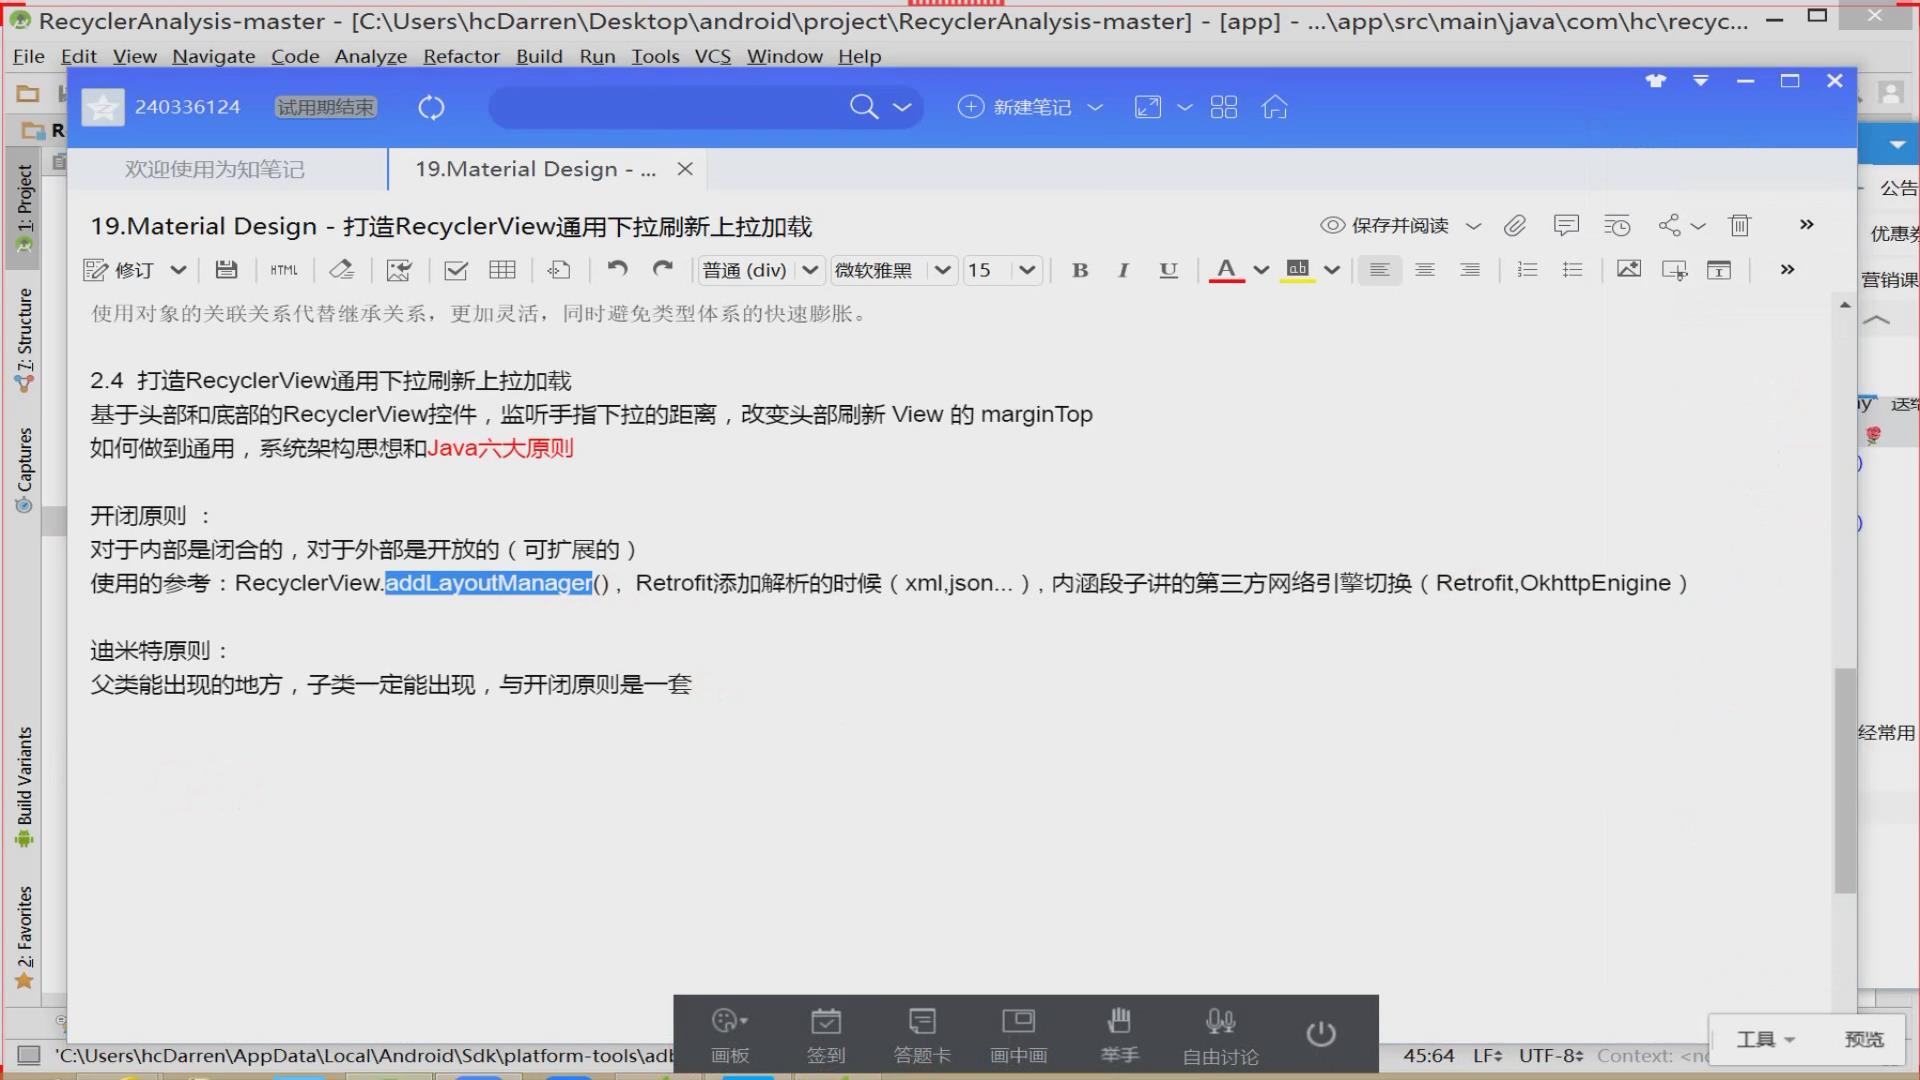 RecyclerAnalysis-master - [C:\Users\hcDarren\Desktop\android\project\RecyclerAnalysis-master] - [app] - ...\app\src\main\java\com\hc\recyc...
File Edit View Navigate Code Analyze Refactor Build Run Tools VCS Window Help
240336124 试用期结束 新建笔记
欢迎使用为知笔记 19.Material Design - ...
19.Material Design - 打造RecyclerView通用下拉刷新上拉加载 保存并阅读
修订 HTML 普通 (div) 微软雅黑 15 B I U A ab
使用对象的关联关系代替继承关系，更加灵活，同时避免类型体系的快速膨胀。
2.4 打造RecyclerView通用下拉刷新上拉加载
基于头部和底部的RecyclerView控件，监听手指下拉的距离，改变头部刷新 View 的 marginTop
如何做到通用，系统架构思想和Java六大原则
开闭原则 ：
对于内部是闭合的，对于外部是开放的（可扩展的）
使用的参考：RecyclerView.addLayoutManager()，Retrofit添加解析的时候（xml,json...）, 内涵段子讲的第三方网络引擎切换（Retrofit,OkhttpEnigine）
迪米特原则：
父类能出现的地方，子类一定能出现，与开闭原则是一套
1: Project
7: Structure
Captures
Build Variants
2: Favorites
公告
优惠券
营销课
送给
经常用
画板 签到 答题卡 画中画 举手 自由讨论
工具 预览
'C:\Users\hcDarren\AppData\Local\Android\Sdk\platform-tools\adb 45:64 LF UTF-8 Context: <no